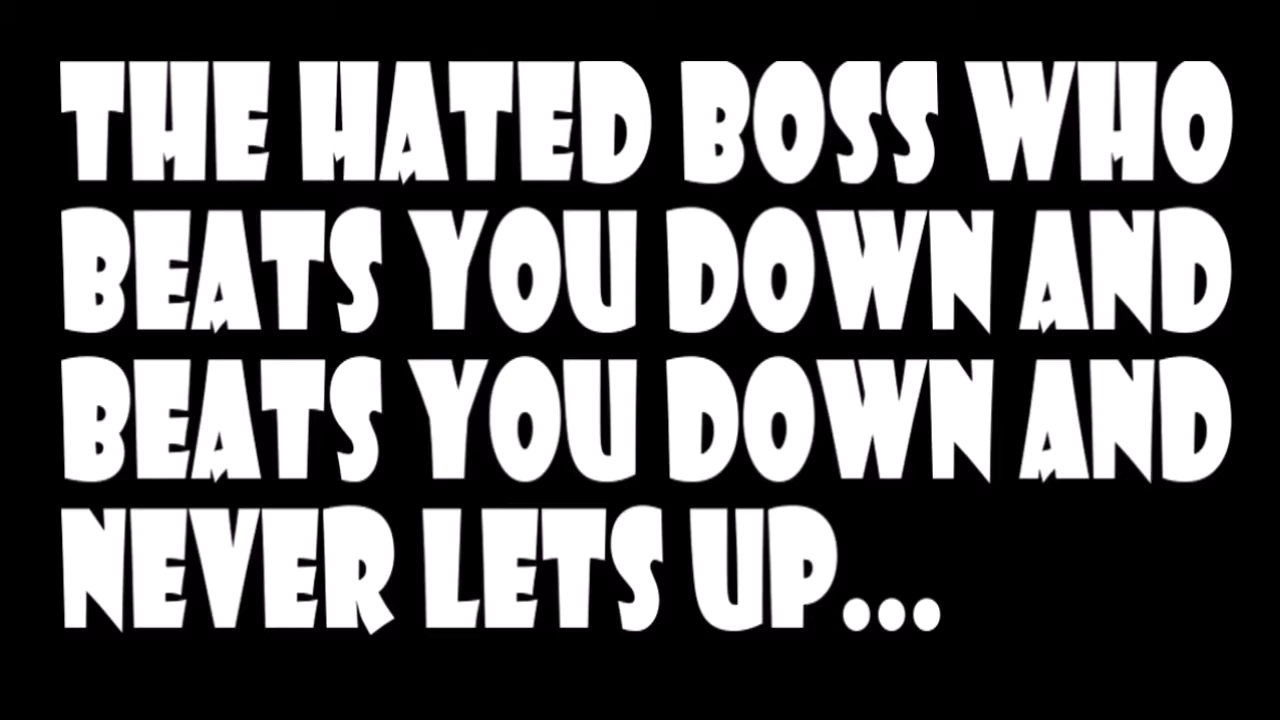 THE HATED BOSS WHO
BEATS YOU DOWN AND
BEATS YOU DOWN AND
NEVER LETS UP...